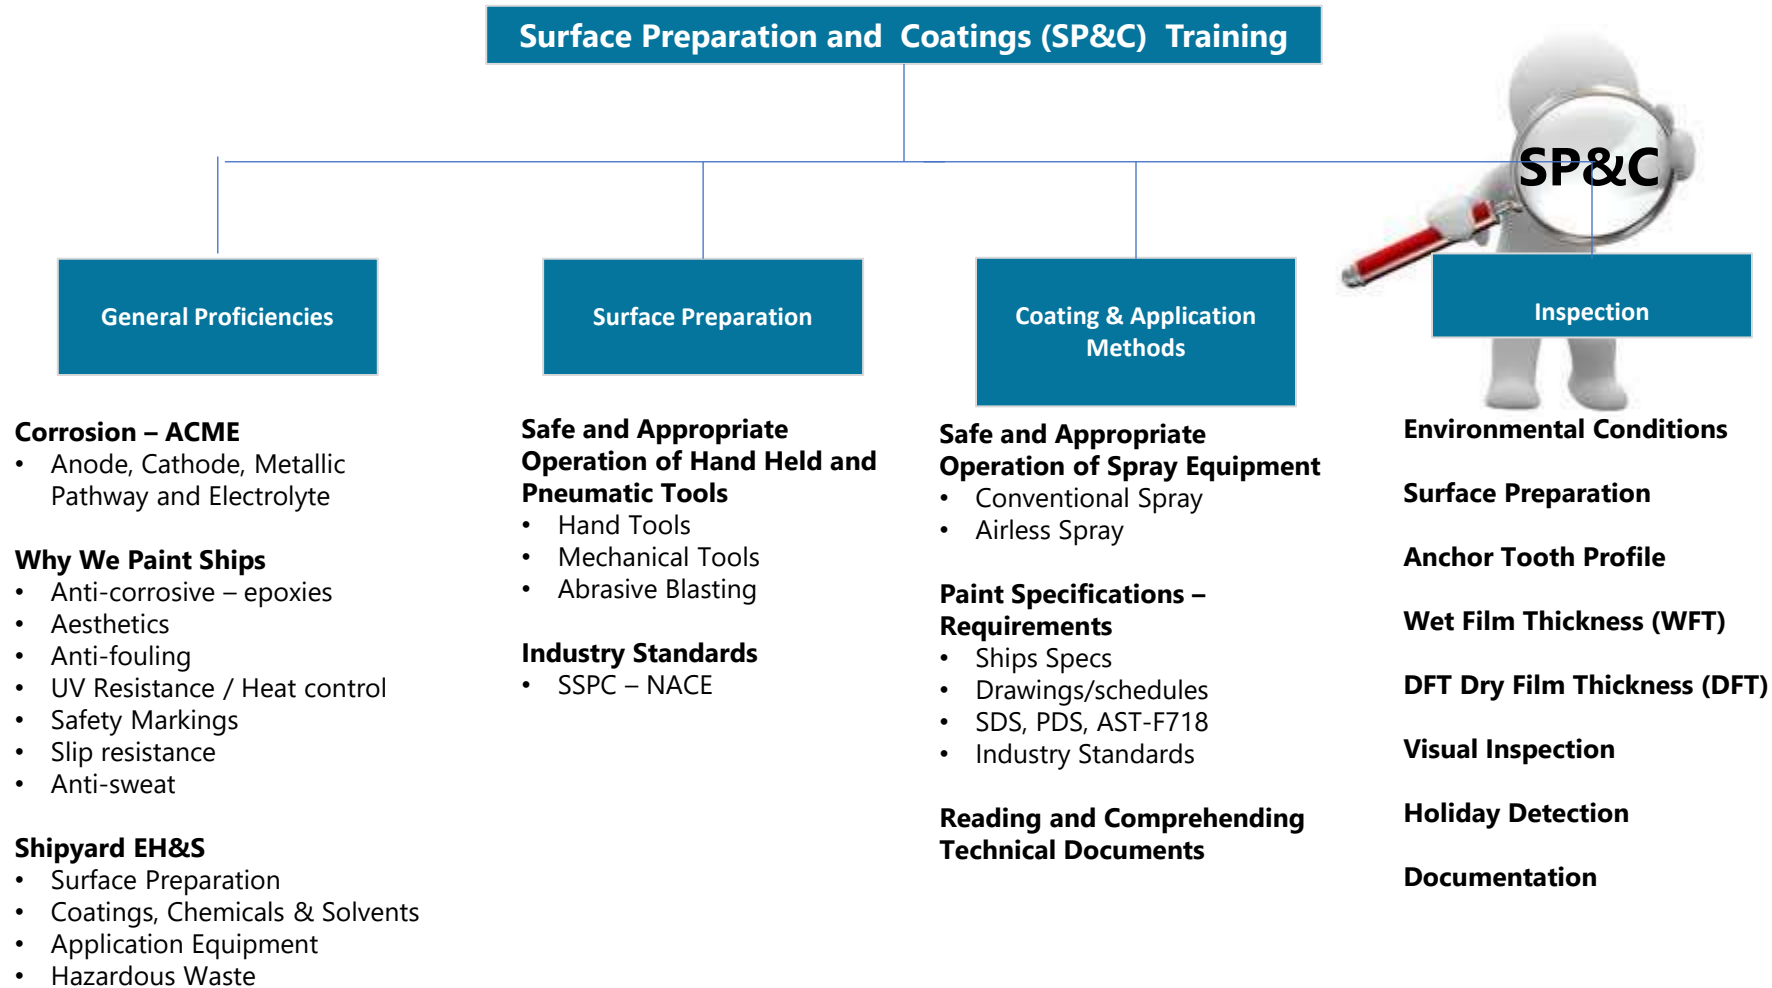 Surface Preparation and Coatings (SP&C) Training
SP&C
General Proficiencies
Corrosion – ACME
• Anode, Cathode, Metallic
Pathway and Electrolyte
Why We Paint Ships
• Anti-corrosive – epoxies
• Aesthetics
• Anti-fouling
• UV Resistance / Heat control
• Safety Markings
• Slip resistance
• Anti-sweat
Shipyard EH&S
• Surface Preparation
• Coatings, Chemicals & Solvents
• Application Equipment
• Hazardous Waste
Surface Preparation
Safe and Appropriate
Operation of Hand Held and
Pneumatic Tools
• Hand Tools
• Mechanical Tools
• Abrasive Blasting
Industry Standards
• SSPC – NACE
Coating & Application
Methods
Safe and Appropriate
Operation of Spray Equipment
• Conventional Spray
• Airless Spray
Paint Specifications –
Requirements
• Ships Specs
• Drawings/schedules
• SDS, PDS, AST-F718
• Industry Standards
Reading and Comprehending
Technical Documents
Inspection
Environmental Conditions
Surface Preparation
Anchor Tooth Profile
Wet Film Thickness (WFT)
DFT Dry Film Thickness (DFT)
Visual Inspection
Holiday Detection
Documentation